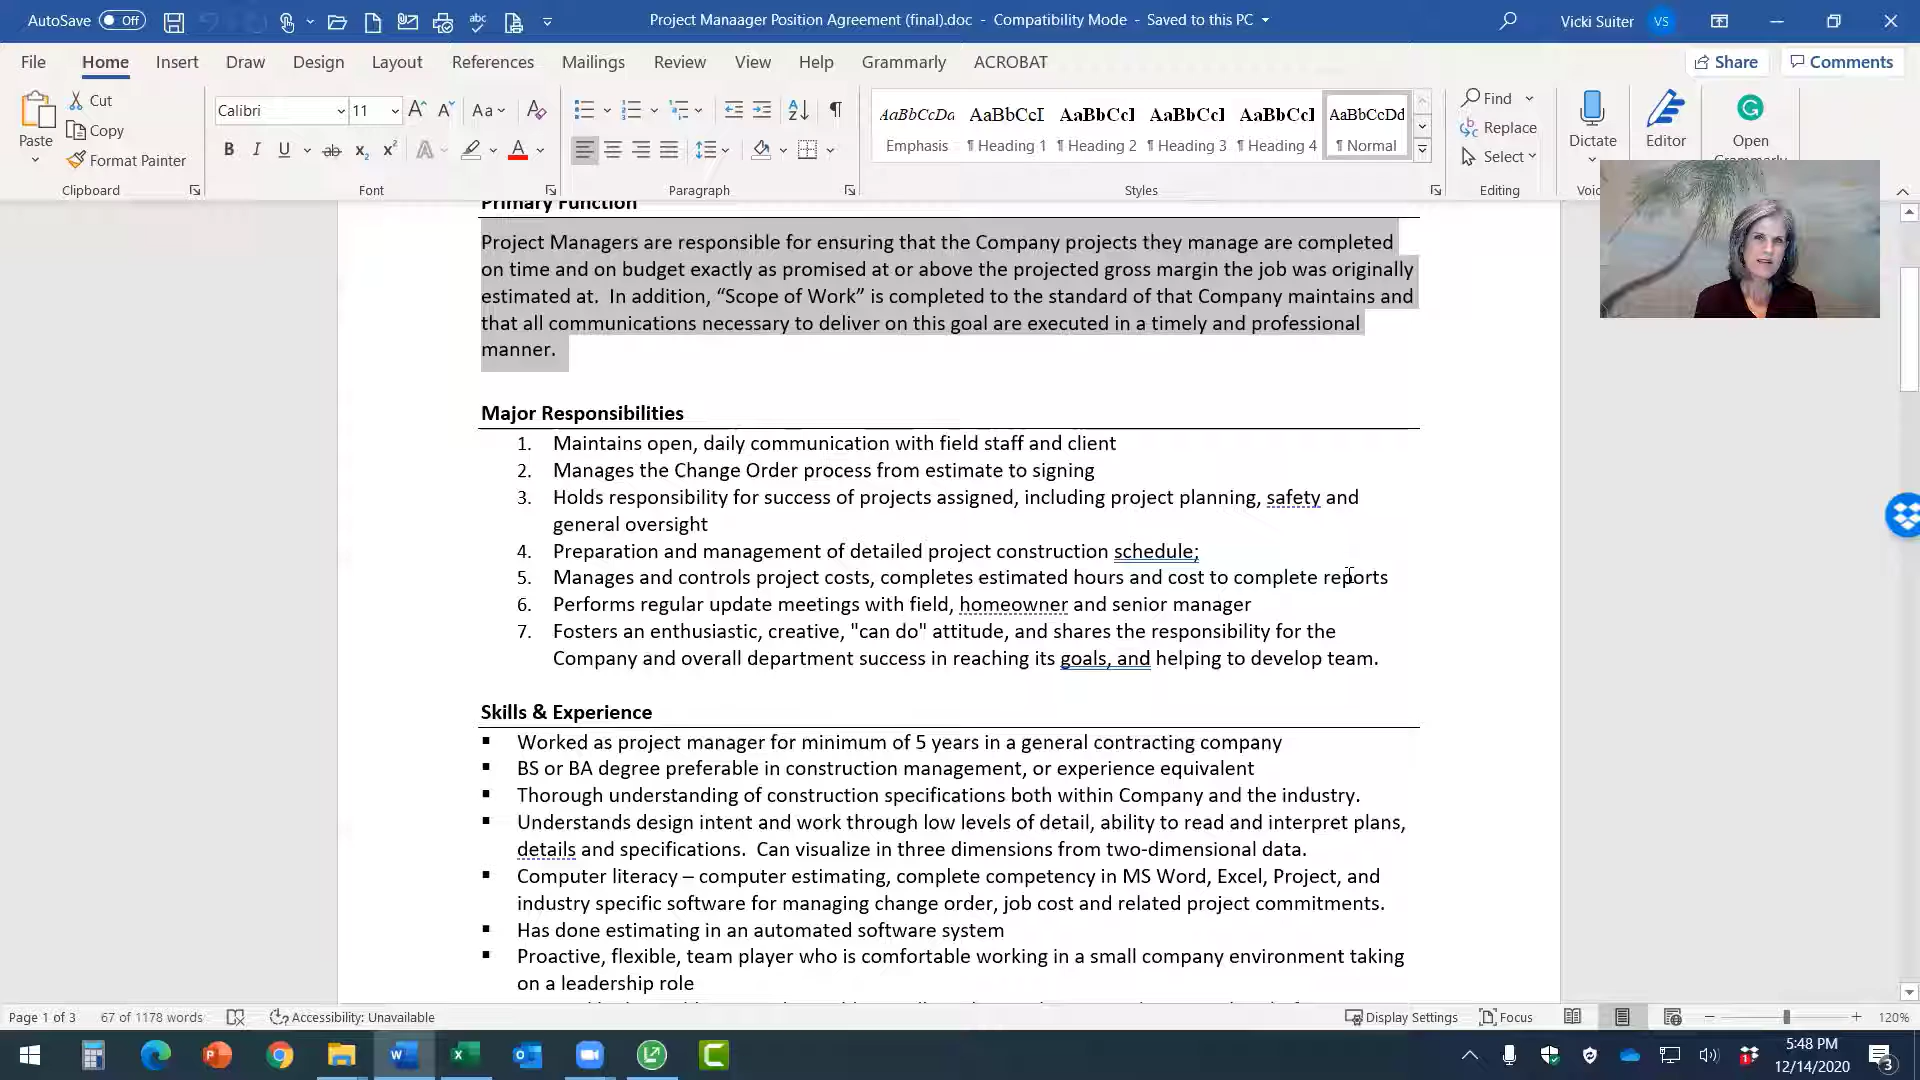 AutoSave Off Project Manaager Position Agreement (final).doc - Compatibility Mode - Saved to this PC Vicki Suiter VS
File Home Insert Draw Design Layout References Mailings Review View Help Grammarly ACROBAT Share Comments
Paste Cut Copy Format Painter
Calibri 11 Aa
B I U ab x₂ x² A A
AaBbCcDd AaBbCcI AaBbCc] AaBbCc] AaBbCc] AaBbCcDd
Emphasis ¶ Heading 1 ¶ Heading 2 ¶ Heading 3 ¶ Heading 4 ¶ Normal
Find Replace Select
Dictate Editor Open
Clipboard Font Paragraph Styles Editing
Primary Function
Project Managers are responsible for ensuring that the Company projects they manage are completed
on time and on budget exactly as promised at or above the projected gross margin the job was originally
estimated at. In addition, “Scope of Work” is completed to the standard of that Company maintains and
that all communications necessary to deliver on this goal are executed in a timely and professional
manner.
Major Responsibilities
1. Maintains open, daily communication with field staff and client
2. Manages the Change Order process from estimate to signing
3. Holds responsibility for success of projects assigned, including project planning, safety and
general oversight
4. Preparation and management of detailed project construction schedule;
5. Manages and controls project costs, completes estimated hours and cost to complete reports
6. Performs regular update meetings with field, homeowner and senior manager
7. Fosters an enthusiastic, creative, "can do" attitude, and shares the responsibility for the
Company and overall department success in reaching its goals, and helping to develop team.
Skills & Experience
▪ Worked as project manager for minimum of 5 years in a general contracting company
▪ BS or BA degree preferable in construction management, or experience equivalent
▪ Thorough understanding of construction specifications both within Company and the industry.
▪ Understands design intent and work through low levels of detail, ability to read and interpret plans,
details and specifications. Can visualize in three dimensions from two-dimensional data.
▪ Computer literacy – computer estimating, complete competency in MS Word, Excel, Project, and
industry specific software for managing change order, job cost and related project commitments.
▪ Has done estimating in an automated software system
▪ Proactive, flexible, team player who is comfortable working in a small company environment taking
on a leadership role
Page 1 of 3 67 of 1178 words Accessibility: Unavailable Display Settings Focus 120%
5:48 PM
12/14/2020 3